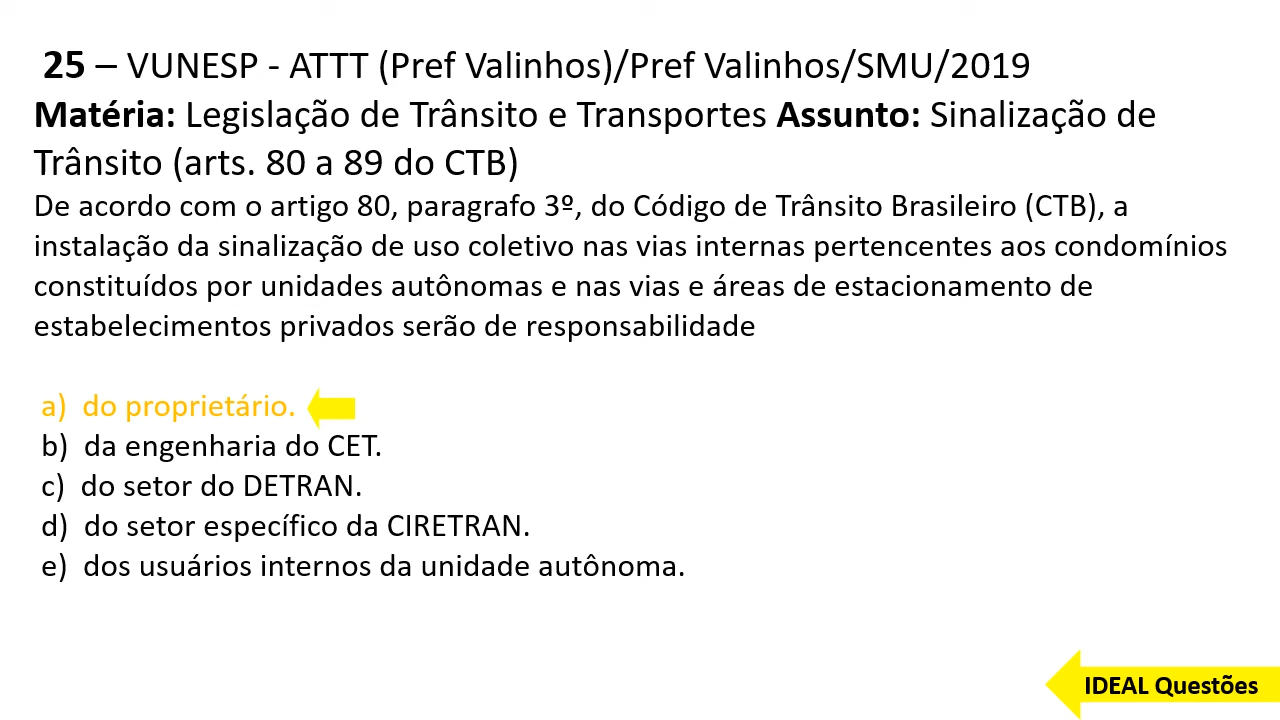 25 – VUNESP - ATTT (Pref Valinhos)/Pref Valinhos/SMU/2019
Matéria: Legislação de Trânsito e Transportes Assunto: Sinalização de
Trânsito (arts. 80 a 89 do CTB)
De acordo com o artigo 80, paragrafo 3º, do Código de Trânsito Brasileiro (CTB), a
instalação da sinalização de uso coletivo nas vias internas pertencentes aos condomínios
constituídos por unidades autônomas e nas vias e áreas de estacionamento de
estabelecimentos privados serão de responsabilidade
a) do proprietário.
b) da engenharia do CET.
c) do setor do DETRAN.
d) do setor específico da CIRETRAN.
e) dos usuários internos da unidade autônoma.
IDEAL Questões